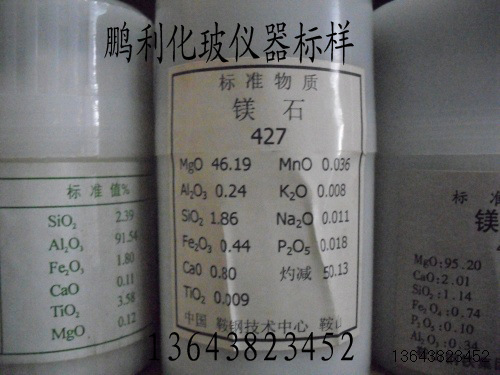 鹏利化玻仪器标样
标准物质
镁石
427
MgO 46.19 MnO 0.036
Al₂O₃ 0.24 K₂O 0.008
SiO₂ 1.86 Na₂O 0.011
Fe₂O₃ 0.44 P₂O₅ 0.018
CaO 0.80 灼减 50.13
TiO₂ 0.009
中国 鞍钢技术中心 鞍山
标准值%
SiO₂ 2.39
Al₂O₃ 91.54
Fe₂O₃ 1.80
CaO 0.11
TiO₂ 3.58
MgO 0.12
标
镁
MgO:95.20
CaO:2.01
SiO₂:1.14
Fe₂O₃:0.74
P₂O₅:0.10
Al₂O₃:0.34
13643823452
13643823452